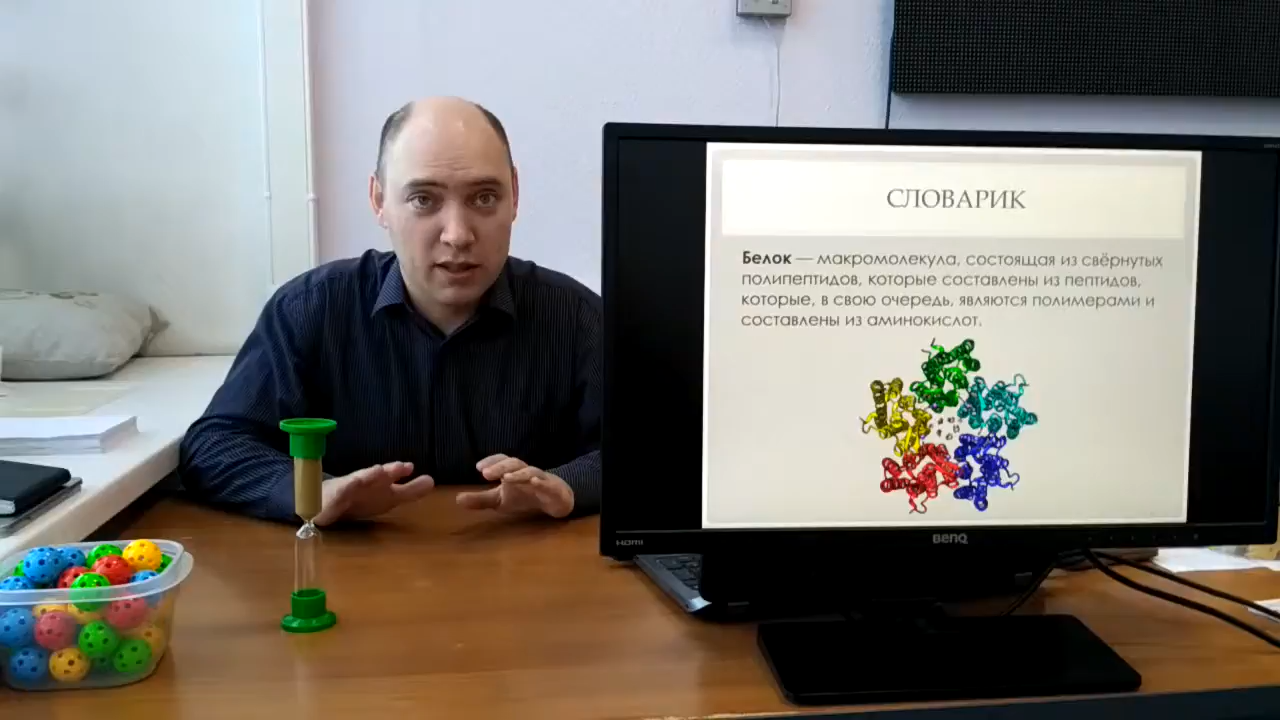 СЛОВАРИК
Белок — макромолекула, состоящая из свёрнутых
полипептидов, которые составлены из пептидов,
которые, в свою очередь, являются полимерами и
составлены из аминокислот.
HDMI
BenQ